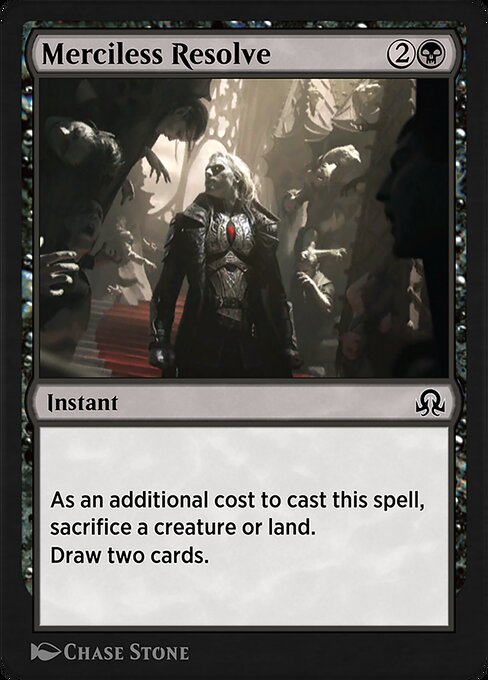 Merciless Resolve 2
Instant
As an additional cost to cast this spell,
sacrifice a creature or land.
Draw two cards.
Chase Stone